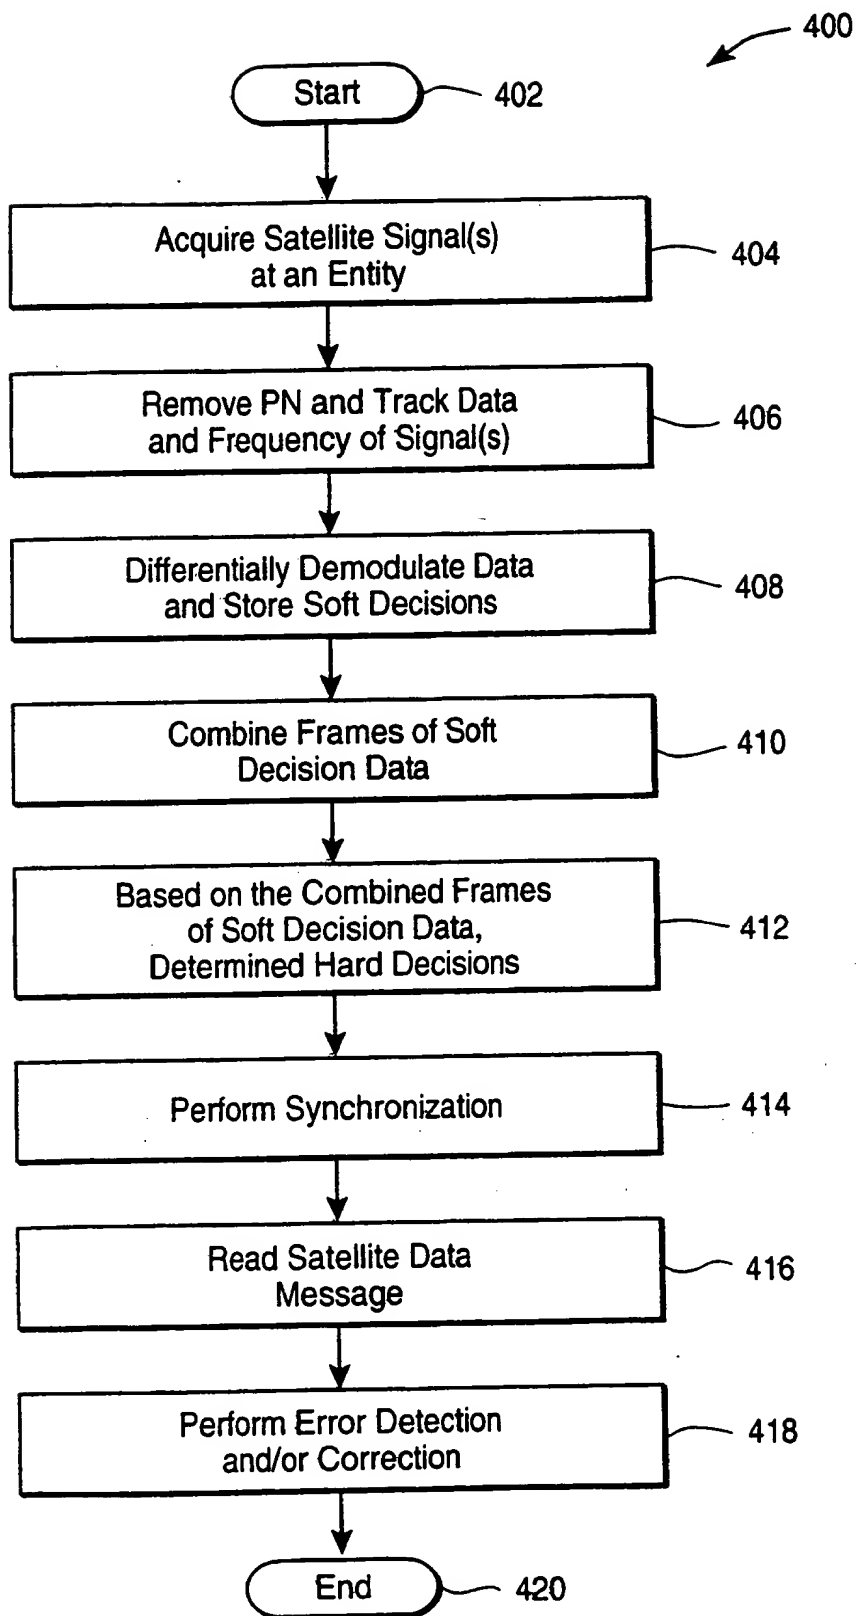 400
Start
402
Acquire Satellite Signal(s)
at an Entity
404
Remove PN and Track Data
and Frequency of Signal(s)
406
Differentially Demodulate Data
and Store Soft Decisions
408
Combine Frames of Soft
Decision Data
410
Based on the Combined Frames
of Soft Decision Data,
Determined Hard Decisions
412
Perform Synchronization
414
Read Satellite Data
Message
416
Perform Error Detection
and/or Correction
418
End
420